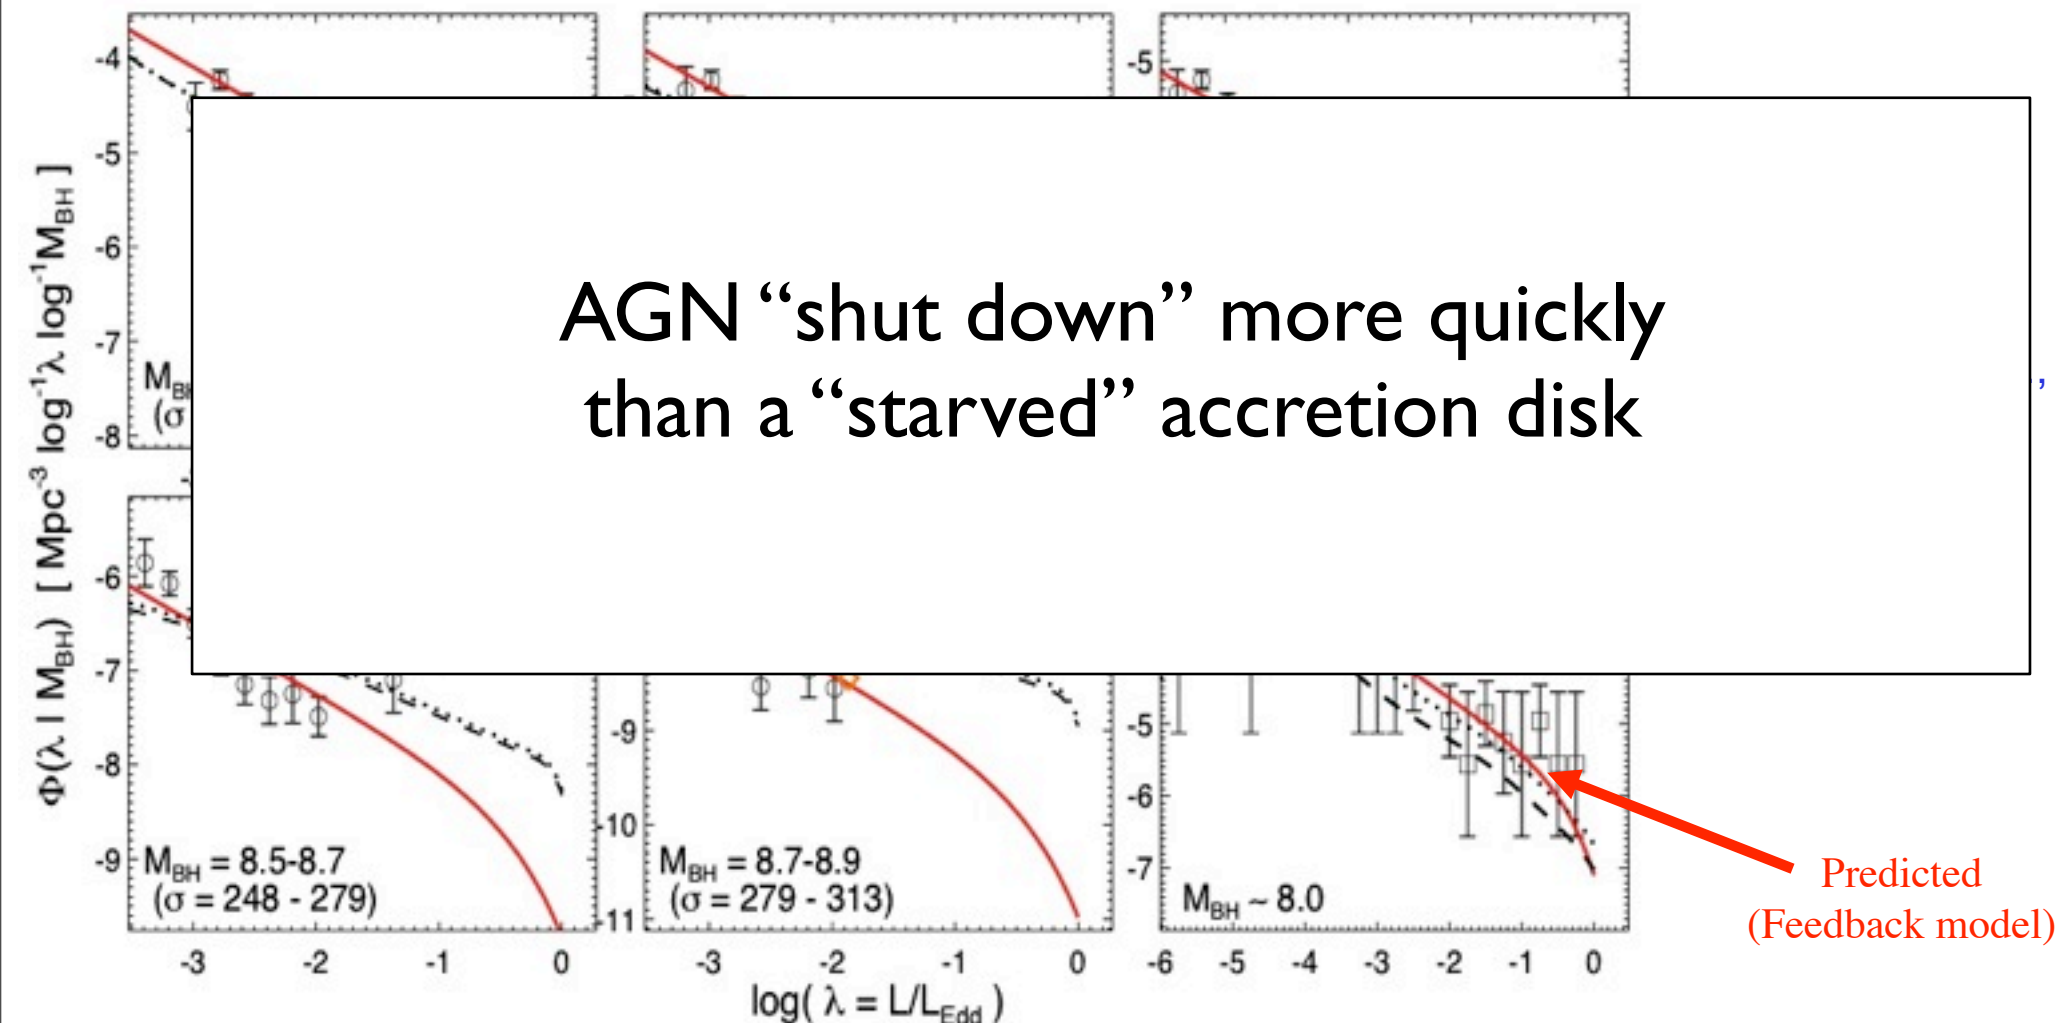 -4
-5
-6
-7
-8
-5
Φ(λ | M_BH) [ Mpc^-3 log^-1λ log^-1M_BH ]
AGN “shut down” more quickly
than a “starved” accretion disk
”
M_B
(σ
-6
-7
-8
-9
-9
-10
-11
-5
-6
-7
M_BH = 8.5-8.7
(σ = 248 - 279)
M_BH = 8.7-8.9
(σ = 279 - 313)
M_BH ~ 8.0
Predicted
(Feedback model)
-3 -2 -1 0
-3 -2 -1 0
-6 -5 -4 -3 -2 -1 0
log( λ = L/L_Edd )